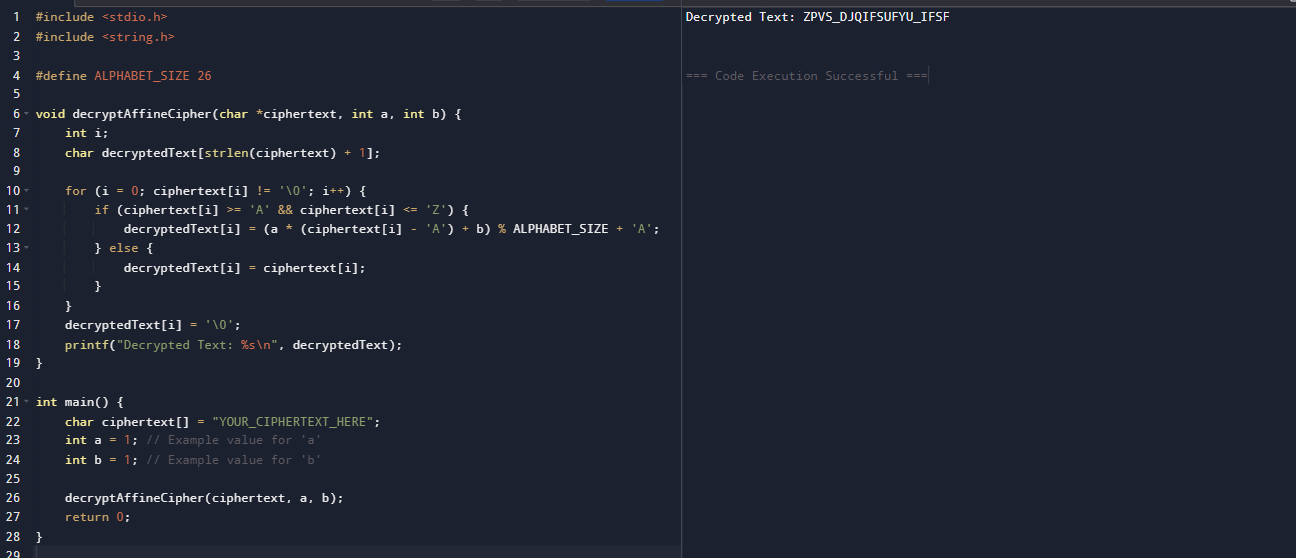 1 #include <stdio.h>
2 #include <string.h>
3
4 #define ALPHABET_SIZE 26
5
6 void decryptAffineCipher(char *ciphertext, int a, int b) {
7     int i;
8     char decryptedText[strlen(ciphertext) + 1];
9
10     for (i = 0; ciphertext[i] != '\0'; i++) {
11         if (ciphertext[i] >= 'A' && ciphertext[i] <= 'Z') {
12             decryptedText[i] = (a * (ciphertext[i] - 'A') + b) % ALPHABET_SIZE + 'A';
13         } else {
14             decryptedText[i] = ciphertext[i];
15         }
16     }
17     decryptedText[i] = '\0';
18     printf("Decrypted Text: %s\n", decryptedText);
19 }
20
21 int main() {
22     char ciphertext[] = "YOUR_CIPHERTEXT_HERE";
23     int a = 1; // Example value for 'a'
24     int b = 1; // Example value for 'b'
25
26     decryptAffineCipher(ciphertext, a, b);
27     return 0;
28 }
29
Decrypted Text: ZPVS_DJQIFSUFYU_IFSF
=== Code Execution Successful ===